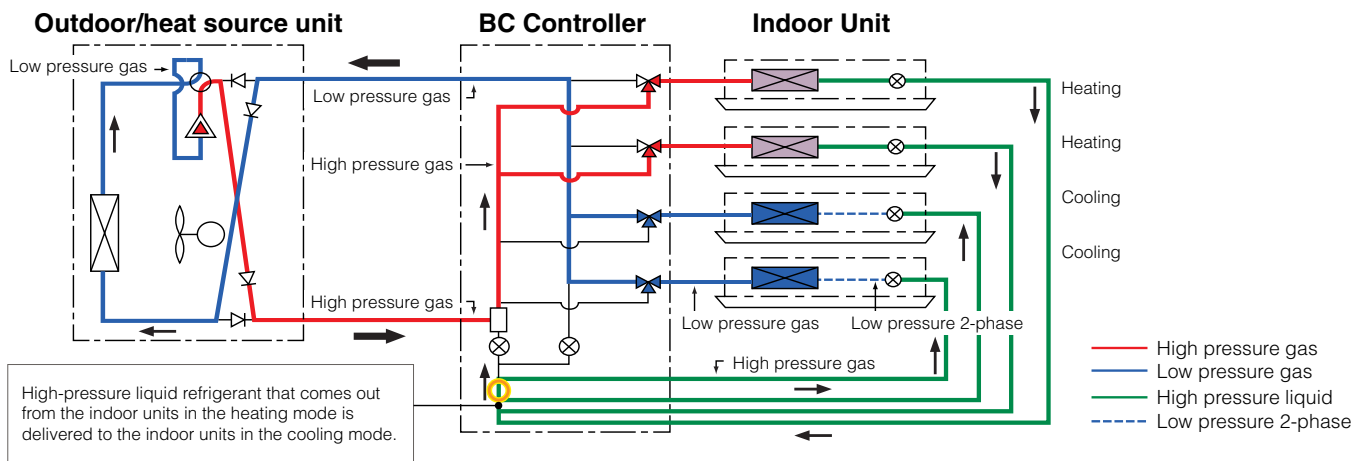 Outdoor/heat source unit
BC Controller
Indoor Unit
Low pressure gas
Low pressure gas
High pressure gas
High pressure gas
Heating
Heating
Cooling
Cooling
Low pressure gas
Low pressure 2-phase
High pressure gas
High-pressure liquid refrigerant that comes out
from the indoor units in the heating mode is
delivered to the indoor units in the cooling mode.
High pressure gas
Low pressure gas
High pressure liquid
Low pressure 2-phase